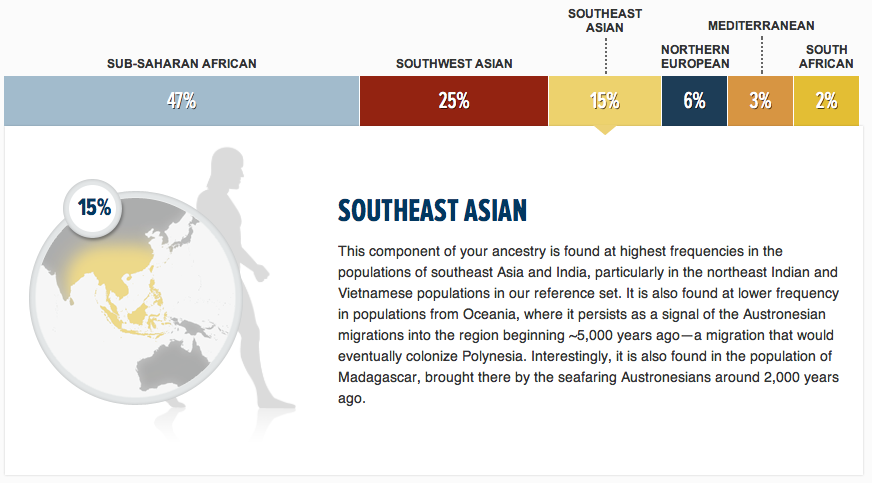 SOUTHEAST
ASIAN
MEDITERRANEAN
NORTHERN
EUROPEAN
SOUTH
AFRICAN
SUB-SAHARAN AFRICAN
SOUTHWEST ASIAN
47%
25%
15%
6%
3%
2%
15%
SOUTHEAST ASIAN
This component of your ancestry is found at highest frequencies in the
populations of southeast Asia and India, particularly in the northeast Indian and
Vietnamese populations in our reference set. It is also found at lower frequency
in populations from Oceania, where it persists as a signal of the Austronesian
migrations into the region beginning ~5,000 years ago—a migration that would
eventually colonize Polynesia. Interestingly, it is also found in the population of
Madagascar, brought there by the seafaring Austronesians around 2,000 years
ago.